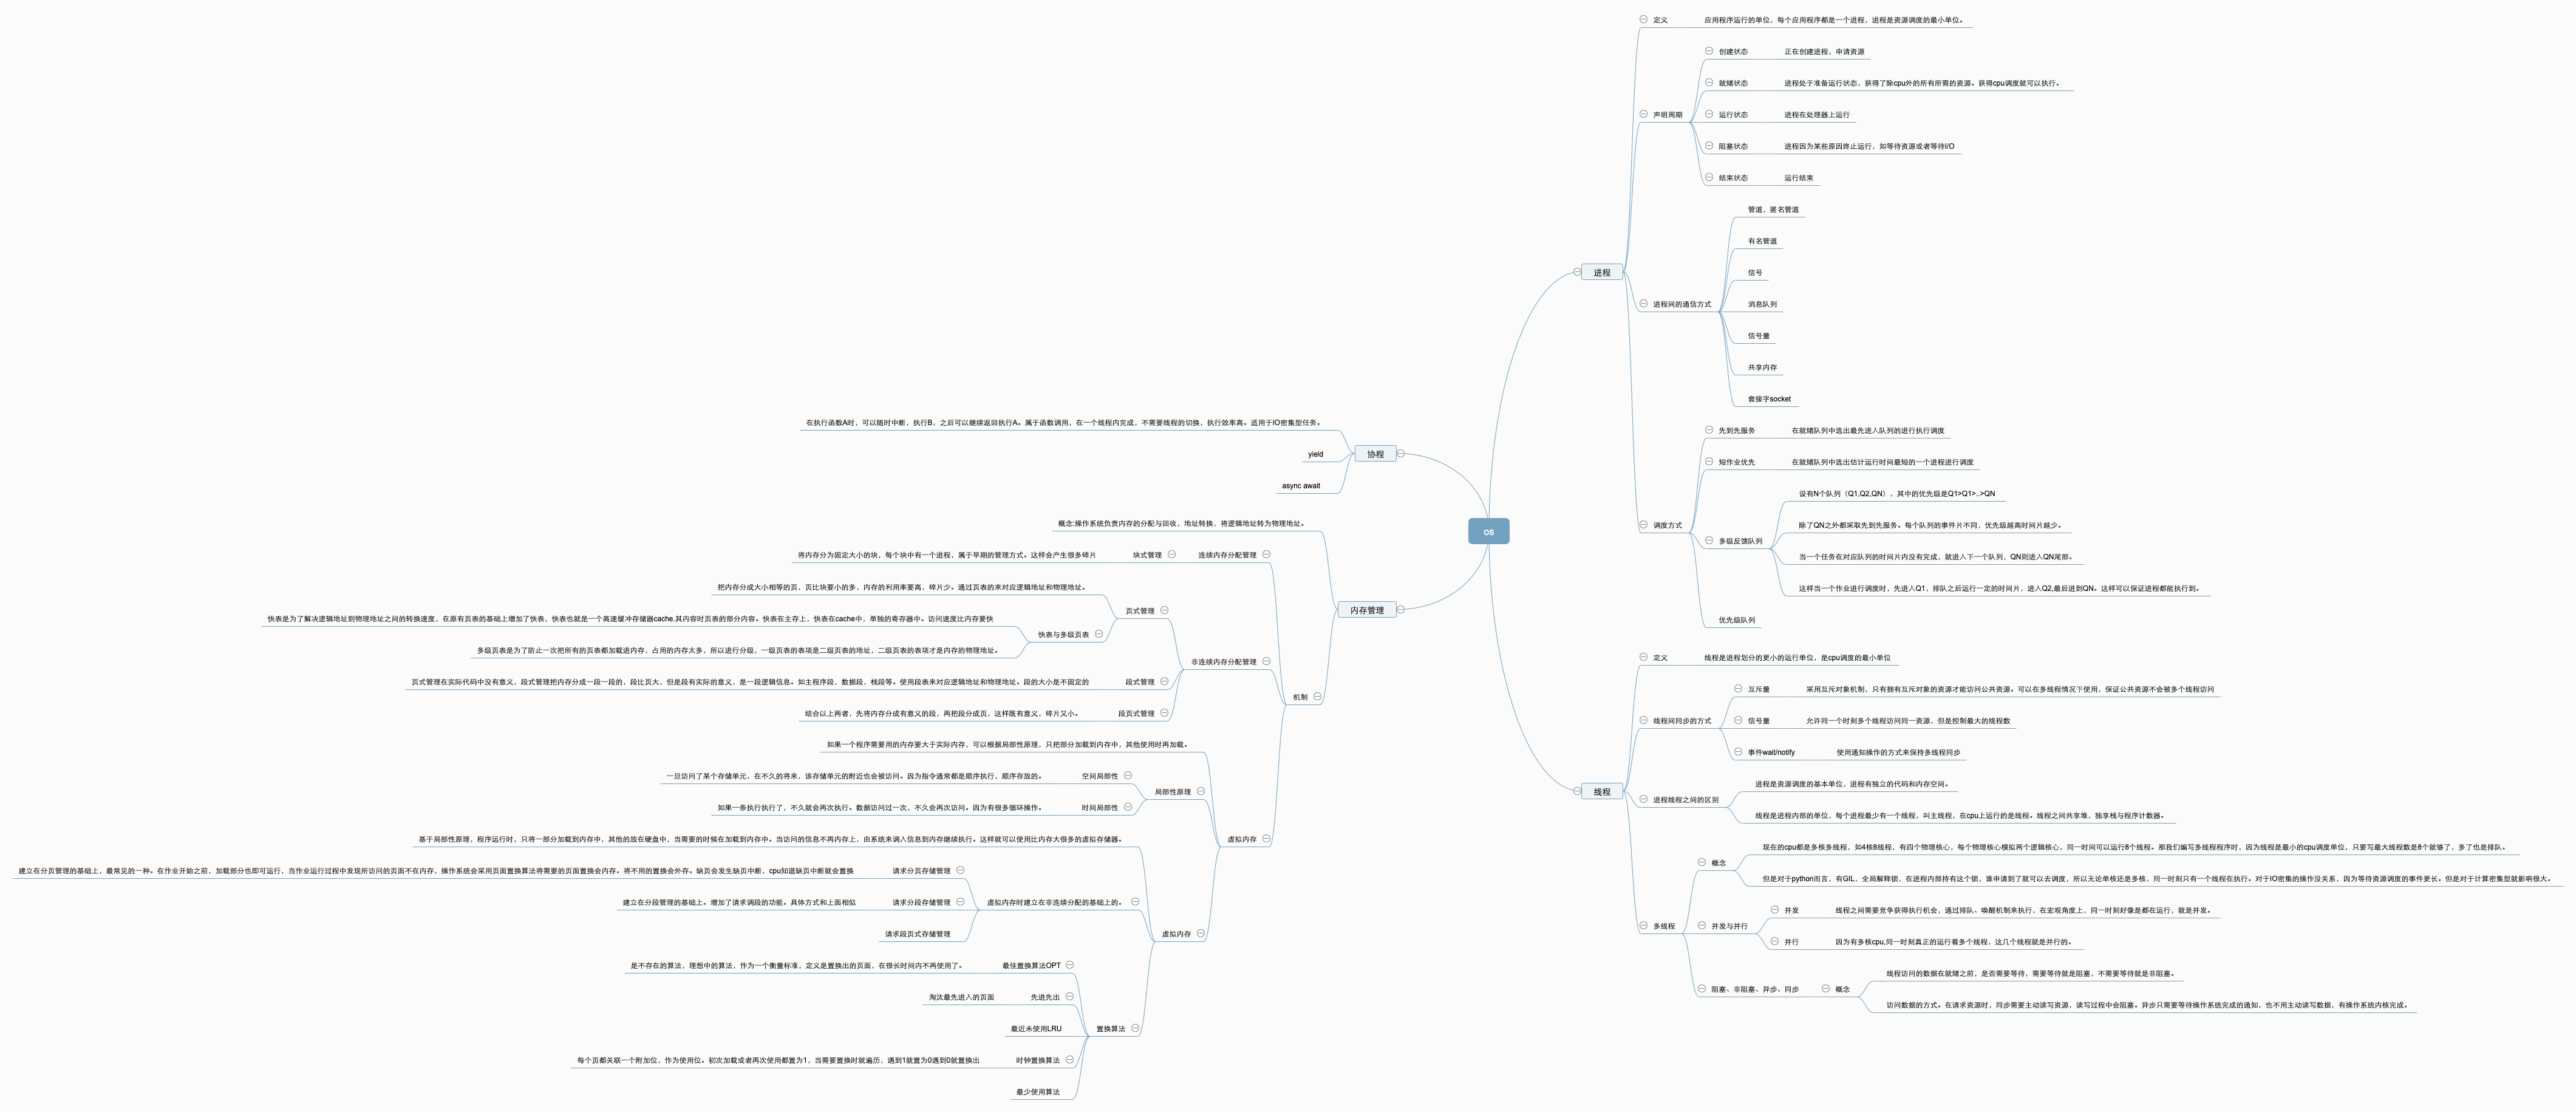 OS
进程
定义
应用程序运行的单位，每个应用程序都是一个进程，进程是资源调度的最小单位。
声明周期
创建状态
正在创建进程，申请资源
就绪状态
进程处于准备运行状态，获得了除cpu外的所有所需的资源。获得cpu调度就可以执行。
运行状态
进程在处理器上运行
阻塞状态
进程因为某些原因终止运行，如等待资源或者等待I/O
结束状态
运行结束
进程间的通信方式
管道，匿名管道
有名管道
信号
消息队列
信号量
共享内存
套接字socket
调度方式
先到先服务
在就绪队列中选出最先进入队列的进行执行调度
短作业优先
在就绪队列中选出估计运行时间最短的一个进程进行调度
多级反馈队列
设有N个队列（Q1,Q2,QN），其中的优先级是Q1>Q1>..>QN
除了QN之外都采取先到先服务。每个队列的事件片不同，优先级越高时间片越少。
当一个任务在对应队列的时间片内没有完成，就进入下一个队列，QN则进入QN尾部。
这样当一个作业进行调度时，先进入Q1，排队之后运行一定的时间片，进入Q2,最后进到QN。这样可以保证进程都能执行到。
优先级队列
线程
定义
线程是进程划分的更小的运行单位，是cpu调度的最小单位
线程间同步的方式
互斥量
采用互斥对象机制，只有拥有互斥对象的资源才能访问公共资源。可以在多线程情况下使用，保证公共资源不会被多个线程访问
信号量
允许同一个时刻多个线程访问同一资源，但是控制最大的线程数
事件wait/notify
使用通知操作的方式来保持多线程同步
进程线程之间的区别
进程是资源调度的基本单位，进程有独立的代码和内存空间。
线程是进程内部的单位，每个进程最少有一个线程，叫主线程，在cpu上运行的是线程。线程之间共享堆，独享栈与程序计数器。
多线程
概念
现在的cpu都是多核多线程，如4核8线程，有四个物理核心，每个物理核心模拟两个逻辑核心，同一时间可以运行8个线程。那我们编写多线程程序时，因为线程是最小的cpu调度单位，只要写最大线程数是8个就够了，多了也是排队。
但是对于python而言，有GIL，全局解释锁，在进程内部持有这个锁，谁申请到了就可以去调度，所以无论单核还是多核，同一时刻只有一个线程在执行。对于IO密集的操作没关系，因为等待资源调度的事件更长。但是对于计算密集型就影响很大。
并发与并行
并发
线程之间需要竞争获得执行机会，通过排队、唤醒机制来执行，在宏观角度上，同一时刻好像是都在运行，就是并发。
并行
因为有多核cpu,同一时刻真正的运行着多个线程，这几个线程就是并行的。
阻塞、非阻塞、异步、同步
概念
线程访问的数据在就绪之前，是否需要等待，需要等待就是阻塞，不需要等待就是非阻塞。
访问数据的方式。在请求资源时，同步需要主动读写资源，读写过程中会阻塞。异步只需要等待操作系统完成的通知，也不用主动读写数据，有操作系统内核完成。
协程
在执行函数A时，可以随时中断，执行B，之后可以继续返回执行A。属于函数调用，在一个线程内完成，不需要线程的切换，执行效率高。适用于IO密集型任务。
yield
async await
内存管理
概念:操作系统负责内存的分配与回收，地址转换，将逻辑地址转为物理地址。
机制
连续内存分配管理
块式管理
将内存分为固定大小的块，每个块中有一个进程，属于早期的管理方式。这样会产生很多碎片
非连续内存分配管理
页式管理
把内存分成大小相等的页，页比块要小的多，内存的利用率要高，碎片少。通过页表的来对应逻辑地址和物理地址。
快表与多级页表
快表是为了解决逻辑地址到物理地址之间的转换速度，在原有页表的基础上增加了快表，快表也就是一个高速缓冲存储器cache.其内容时页表的部分内容。快表在主存上，快表在cache中，单独的寄存器中。访问速度比内存要快
多级页表是为了防止一次把所有的页表都加载进内存，占用的内存太多，所以进行分级，一级页表的表项是二级页表的地址，二级页表的表项才是内存的物理地址。
段式管理
页式管理在实际代码中没有意义，段式管理把内存分成一段一段的，段比页大，但是段有实际的意义，是一段逻辑信息。如主程序段，数据段，栈段等。使用段表来对应逻辑地址和物理地址。段的大小是不固定的
段页式管理
结合以上两者，先将内存分成有意义的段，再把段分成页，这样既有意义，碎片又小。
虚拟内存
如果一个程序需要用的内存要大于实际内存，可以根据局部性原理，只把部分加载到内存中，其他使用时再加载。
局部性原理
空间局部性
一旦访问了某个存储单元，在不久的将来，该存储单元的附近也会被访问。因为指令通常都是顺序执行，顺序存放的。
时间局部性
如果一条执行执行了，不久就会再次执行。数据访问过一次，不久会再次访问。因为有很多循环操作。
虚拟内存
基于局部性原理，程序运行时，只将一部分加载到内存中，其他的放在硬盘中，当需要的时候在加载到内存中。当访问的信息不再内存上，由系统来调入信息到内存继续执行。这样就可以使用比内存大很多的虚拟存储器。
虚拟内存时建立在非连续分配的基础上的。
请求分页存储管理
建立在分页管理的基础上，最常见的一种。在作业开始之前，加载部分也即可运行，当作业运行过程中发现所访问的页面不在内存，操作系统会采用页面置换算法将需要的页面置换会内存。将不用的置换会外存。缺页会发生缺页中断，cpu知道缺页中断就会置换
请求分段存储管理
建立在分段管理的基础上。增加了请求调段的功能。具体方式和上面相似
请求段页式存储管理
置换算法
最佳置换算法OPT
是不存在的算法，理想中的算法，作为一个衡量标准，定义是置换出的页面，在很长时间内不再使用了。
先进先出
淘汰最先进入的页面
最近未使用LRU
时钟置换算法
每个页都关联一个附加位，作为使用位。初次加载或者再次使用都置为1，当需要置换时就遍历，遇到1就置为0遇到0就置换出
最少使用算法